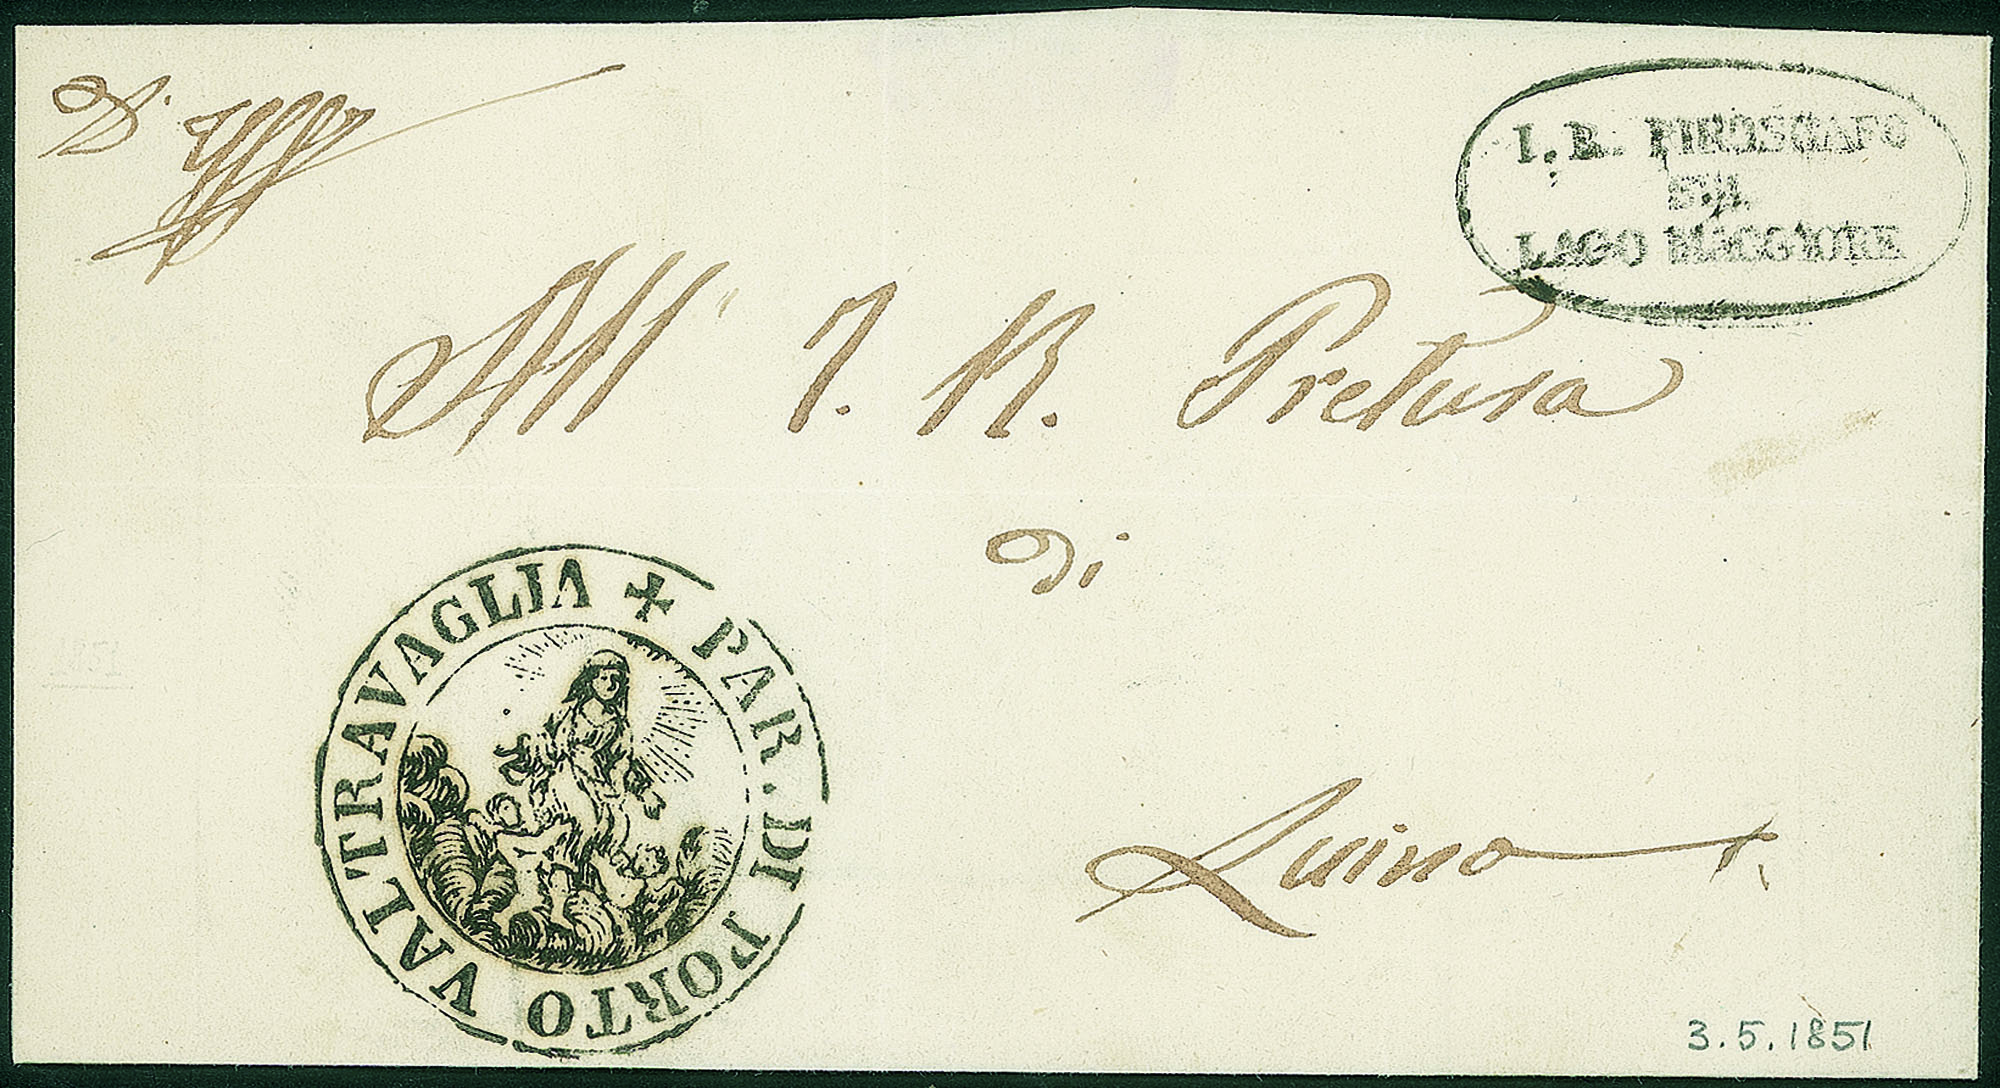 D.
I. R. PIROSCAFO
SUL
LAGO MAGGIORE
All' I. R. Pretura
di
Luino
PAR. DI PORTO VALTRAVAGLIA
3.5.1851